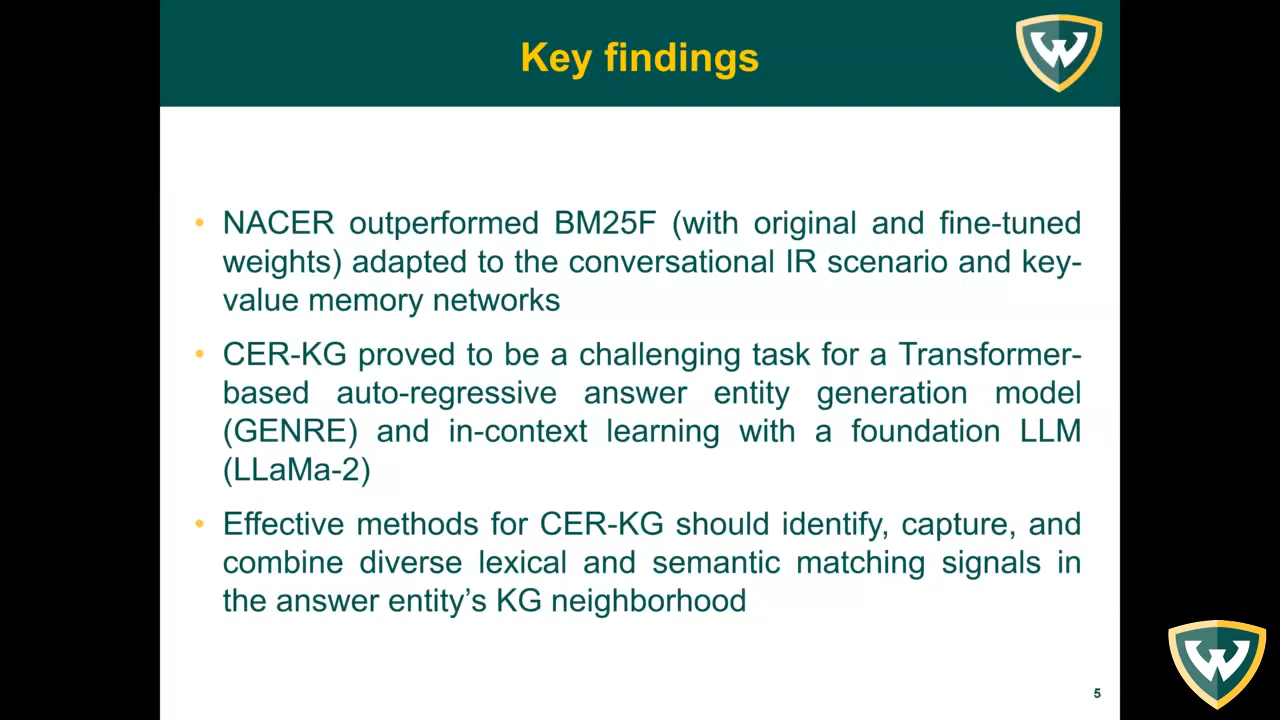 Key findings
• NACER outperformed BM25F (with original and fine-tuned
weights) adapted to the conversational IR scenario and key-
value memory networks
• CER-KG proved to be a challenging task for a Transformer-
based auto-regressive answer entity generation model
(GENRE) and in-context learning with a foundation LLM
(LLaMa-2)
• Effective methods for CER-KG should identify, capture, and
combine diverse lexical and semantic matching signals in
the answer entity’s KG neighborhood
5